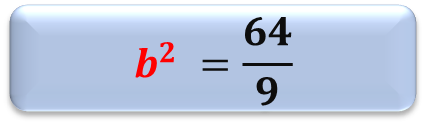 b² = 64/9